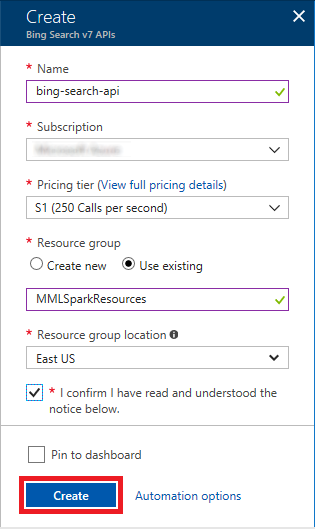 Create
Bing Search v7 APIs
* Name
bing-search-api
* Subscription
* Pricing tier (View full pricing details)
S1 (250 Calls per second)
* Resource group
Create new Use existing
MMLSparkResources
* Resource group location
East US
* I confirm I have read and understood the
notice below.
Pin to dashboard
Create Automation options